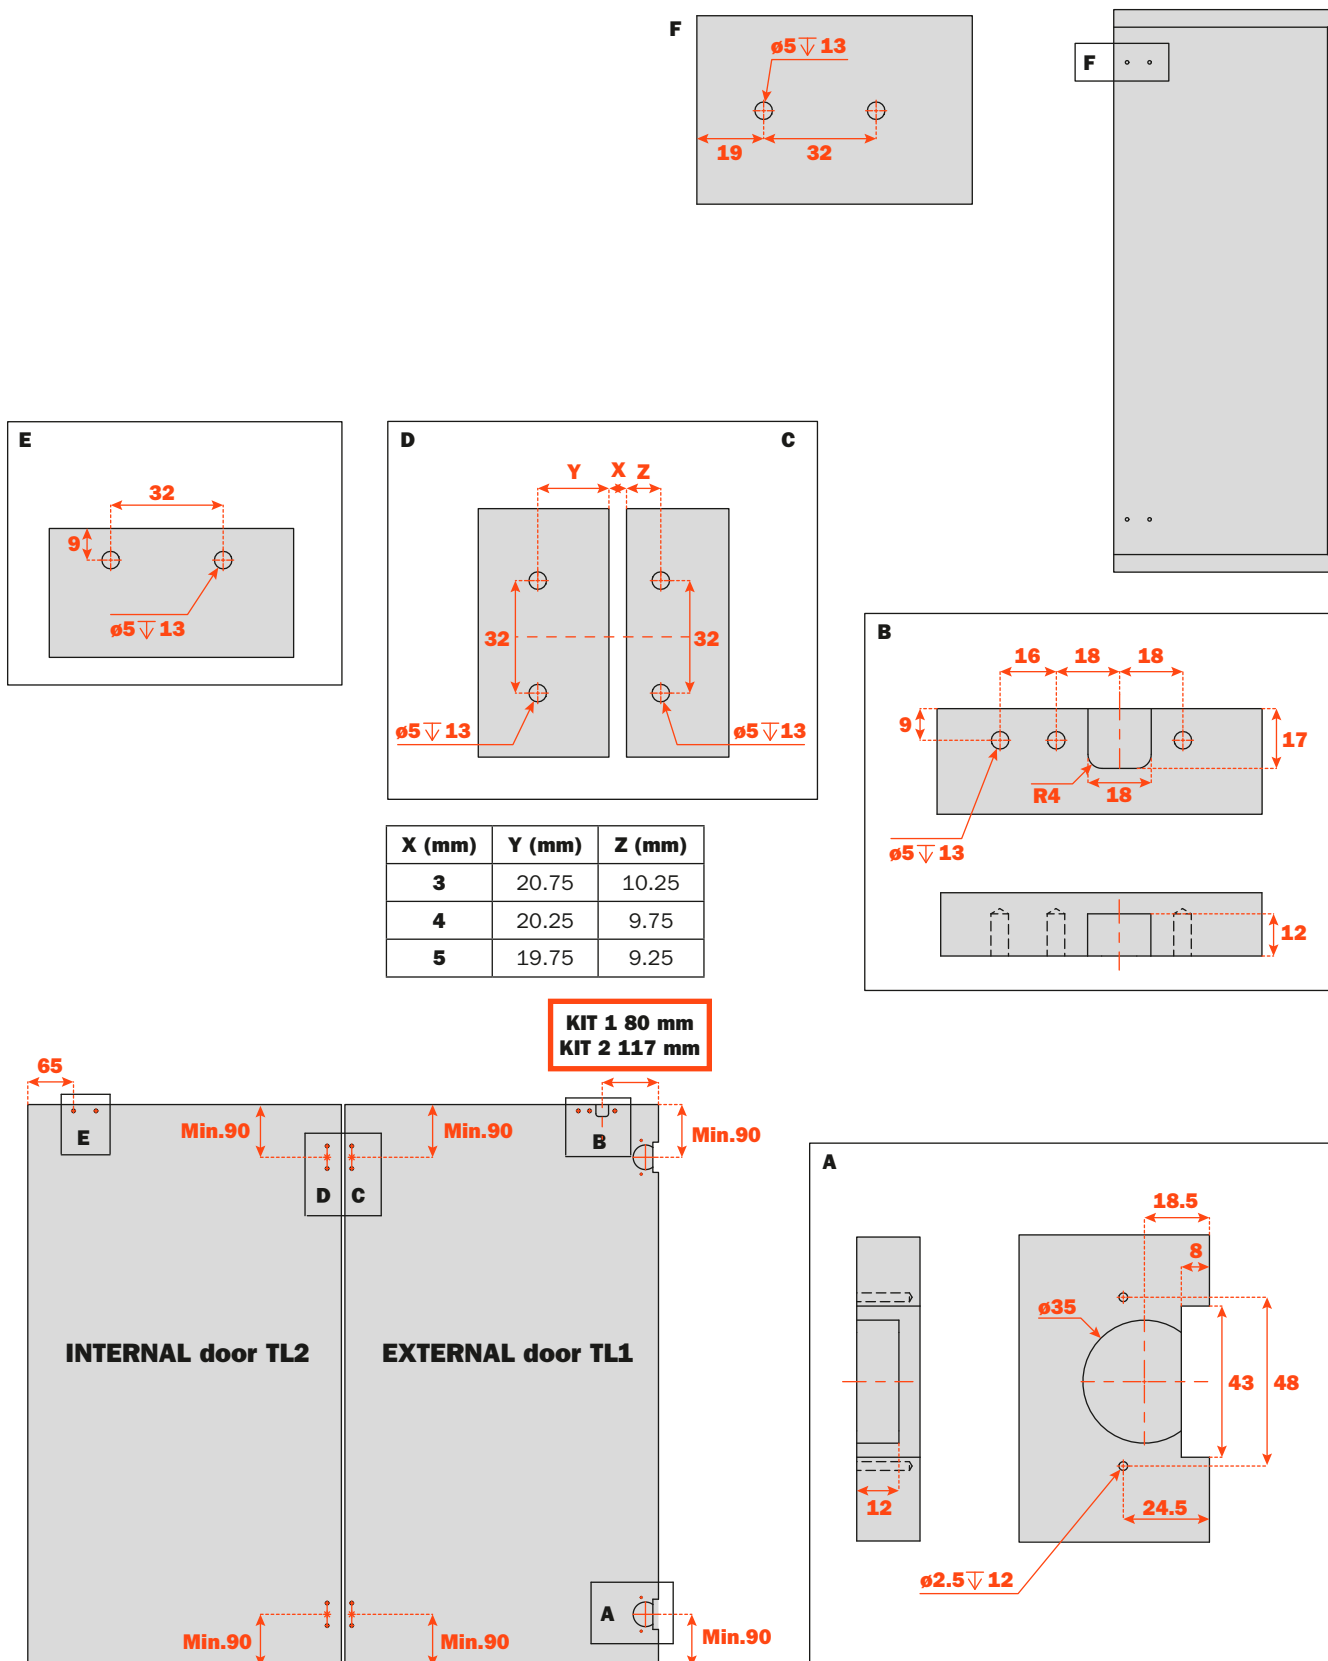 F
ø5↧13
19
32
F
E
32
9
ø5↧13
D
C
Y
X
Z
32
32
ø5↧13
ø5↧13
B
16
18
18
9
17
R4
18
ø5↧13
12
X (mm) Y (mm) Z (mm)
3 20.75 10.25
4 20.25 9.75
5 19.75 9.25
KIT 1 80 mm
KIT 2 117 mm
65
E
Min.90
Min.90
B
Min.90
D
C
INTERNAL door TL2
EXTERNAL door TL1
A
Min.90
Min.90
Min.90
A
18.5
8
ø35
43
48
12
24.5
ø2.5↧12